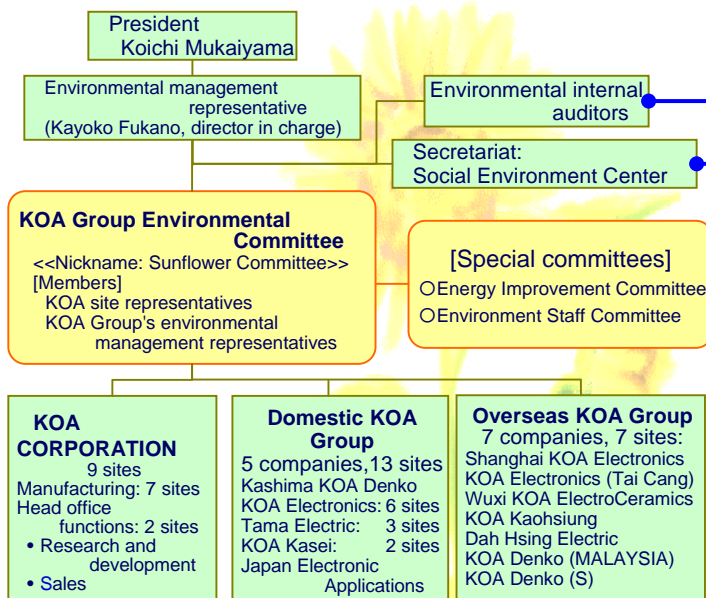 President
Koichi Mukaiyama
Environmental management
representative
(Kayoko Fukano, director in charge)
Environmental internal
auditors
Secretariat:
Social Environment Center
KOA Group Environmental
Committee
<<Nickname: Sunflower Committee>>
[Members]
KOA site representatives
KOA Group's environmental
management representatives
[Special committees]
○Energy Improvement Committee
○Environment Staff Committee
KOA
CORPORATION
9 sites
Manufacturing: 7 sites
Head office
functions: 2 sites
• Research and
development
• Sales
Domestic KOA
Group
5 companies,13 sites
Kashima KOA Denko
KOA Electronics: 6 sites
Tama Electric: 3 sites
KOA Kasei: 2 sites
Japan Electronic
Applications
Overseas KOA Group
7 companies, 7 sites:
Shanghai KOA Electronics
KOA Electronics (Tai Cang)
Wuxi KOA ElectroCeramics
KOA Kaohsiung
Dah Hsing Electric
KOA Denko (MALAYSIA)
KOA Denko (S)